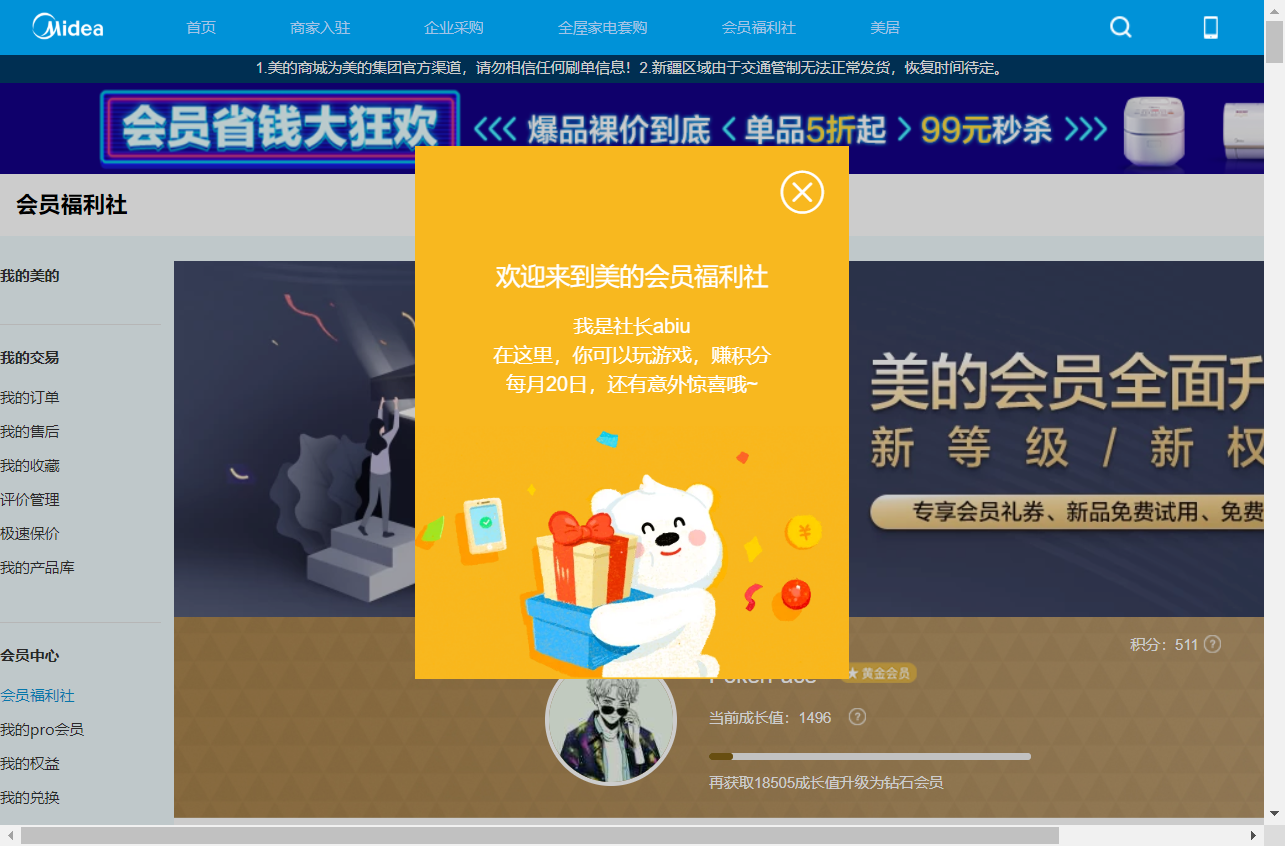 Midea 首页 商家入驻 企业采购 全屋家电套购 会员福利社 美居
1.美的商城为美的集团官方渠道，请勿相信任何刷单信息！2.新疆区域由于交通管制无法正常发货，恢复时间待定。
会员省钱大狂欢 爆品裸价到底 单品5折起 99元秒杀
会员福利社
欢迎来到美的会员福利社
我是社长abiu
在这里，你可以玩游戏，赚积分
每月20日，还有意外惊喜哦~
我的美的
我的交易
我的订单
我的售后
我的收藏
评价管理
极速保价
我的产品库
会员中心
会员福利社
我的pro会员
我的权益
我的兑换
美的会员全面升
新等级/新权
专享会员礼券、新品免费试用、免费
积分：511
黄金会员
当前成长值：1496
再获取18505成长值升级为钻石会员